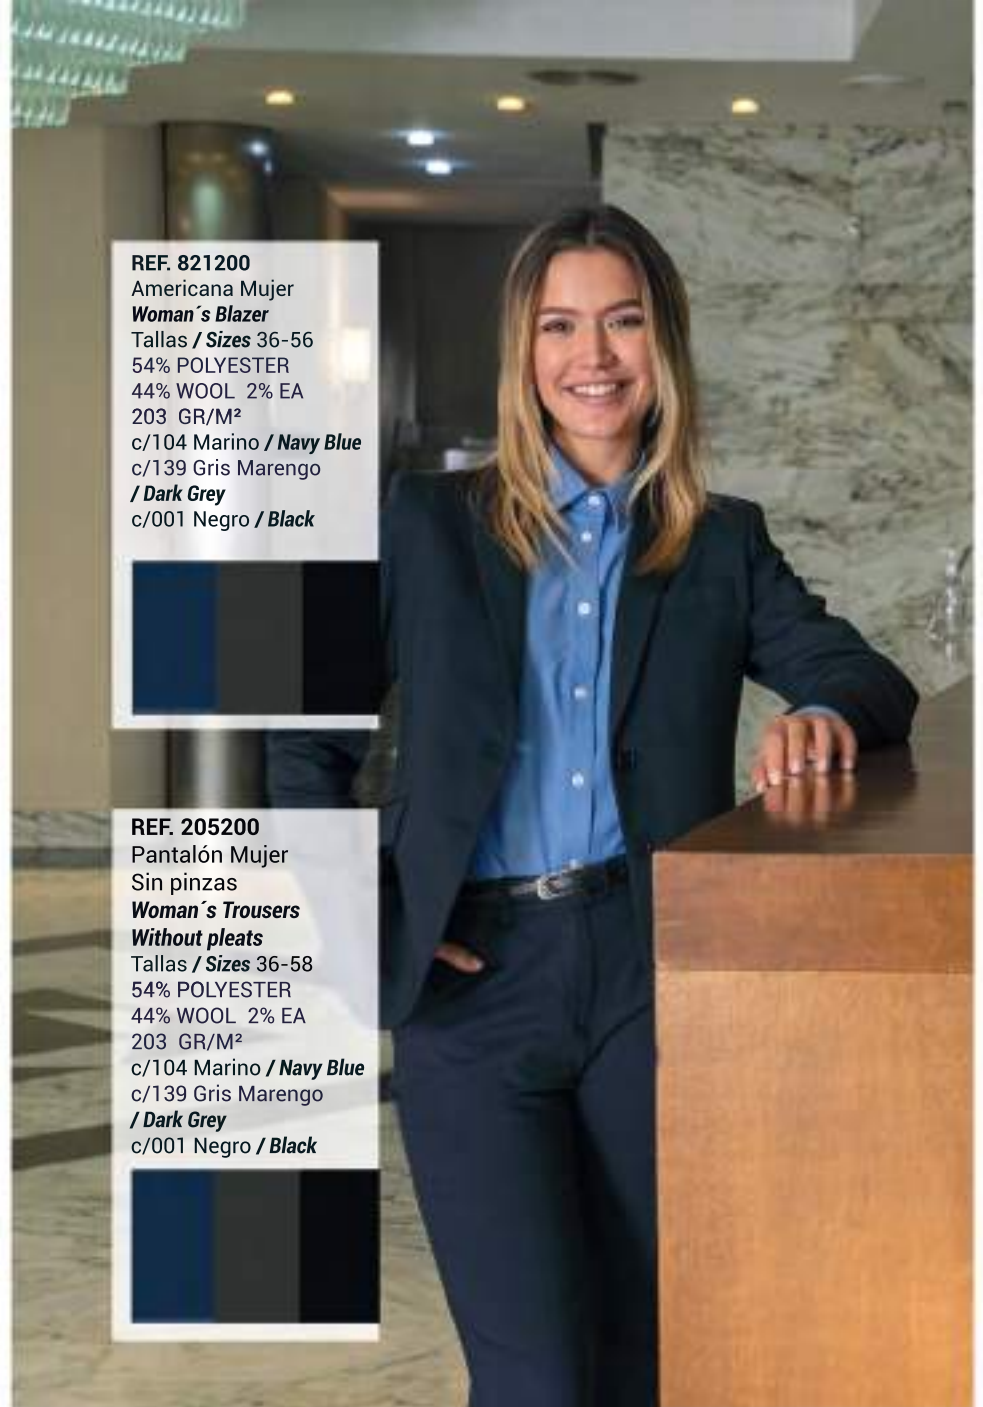 REF. 821200
Americana Mujer
Woman´s Blazer
Tallas / Sizes 36-56
54% POLYESTER
44% WOOL  2% EA
203  GR/M²
c/104 Marino / Navy Blue
c/139 Gris Marengo
/ Dark Grey
c/001 Negro / Black
REF. 205200
Pantalón Mujer
Sin pinzas
Woman´s Trousers
Without pleats
Tallas / Sizes 36-58
54% POLYESTER
44% WOOL  2% EA
203  GR/M²
c/104 Marino / Navy Blue
c/139 Gris Marengo
/ Dark Grey
c/001 Negro / Black